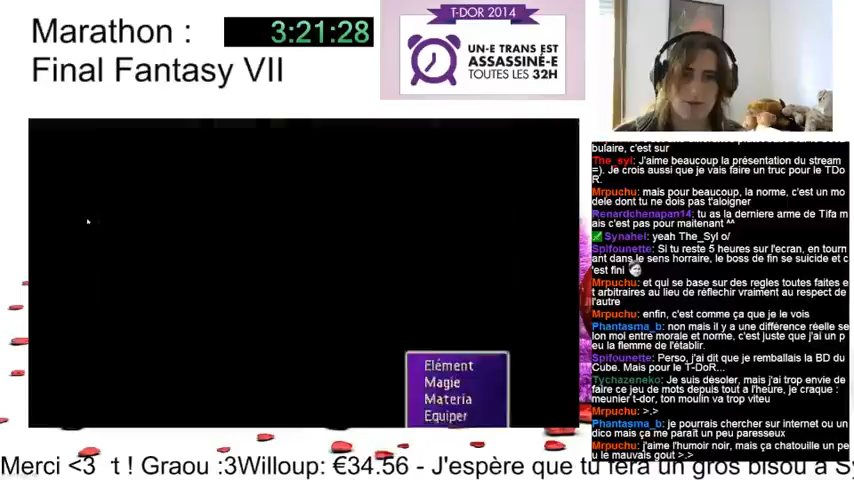 Marathon :
Final Fantasy VII
3:21:28
T-DOR 2014
UN-E TRANS EST
ASSASSINÉ-E
TOUTES LES 32H
bulaire, c'est sur
The_syl: J'aime beaucoup la présentation du stream
=). Je crois aussi que je vais faire un truc pour le TDo
R.
Mrpuchu: mais pour beaucoup, la norme, c'est un mo
dele dont tu ne dois pas t'aloigner
Renardchenapan14: tu as la derniere arme de Tifa m
ais c'est pas pour maitenant ^^
Synahel: yeah The_Syl o/
Spifounette: Si tu reste 5 heures sur l'ecran, en tourn
ant dans le sens horraire, le boss de fin se suicide et c
'est fini
Mrpuchu: et qui se base sur des regles toutes faites e
t arbitraires au lieu de réflechir vraiment au respect de
l'autre
Mrpuchu: enfin, c'est comme ça que je le vois
Phantasma_b: non mais il y a une différence réelle se
lon moi entre morale et norme, c'est juste que j'ai un p
eu la flemme de l'établir.
Spifounette: Perso, j'ai dit que je remballais la BD du
Cube. Mais pour le T-DoR...
Tychazeneko: Je suis désoler, mais j'ai trop envie de
faire ce jeu de mots depuis tout a l'heure, je craque :
meunier t-dor, ton moulin va trop viteu
Mrpuchu: >.>
Phantasma_b: je pourrais chercher sur internet ou un
dico mais ça me paraît un peu paresseux
Mrpuchu: j'aime l'humoir noir, mais ça chatouille un pe
u le mauvais gout >.>
Elément
Magie
Materia
Equiper
Merci <3 t ! Graou :3Willoup: €34.56 - J'espère que tu fera un gros bisou à Sy